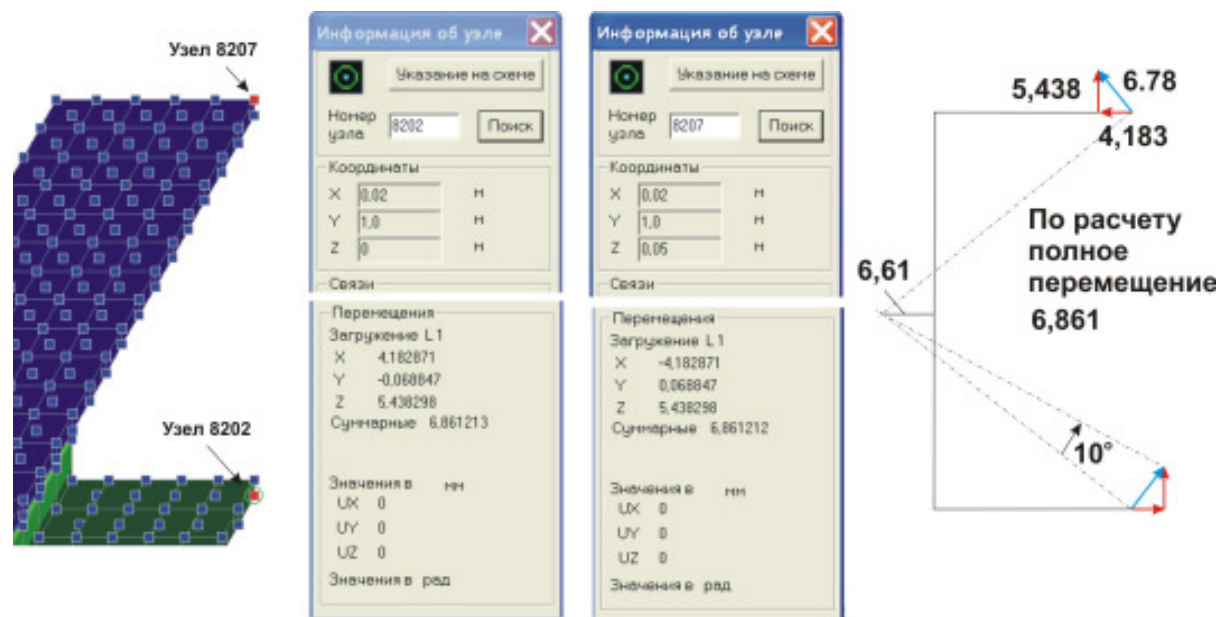 Узел 8207
Узел 8202
Информация об узле
Указание на схеме
Номер узла 8202 Поиск
Координаты
X 0,02 м
Y 1,0 м
Z 0 м
Связи
Перемещения
Загружение L1
X 4,182871
Y -0,068847
Z 5,438298
Суммарные 6,861213
Значения в мм
UX 0
UY 0
UZ 0
Значения в рад
Информация об узле
Указание на схеме
Номер узла 8207 Поиск
Координаты
X 0,02 м
Y 1,0 м
Z 0,05 м
Связи
Перемещения
Загружение L1
X -4,182871
Y 0,068847
Z 5,438298
Суммарные 6,861212
Значения в мм
UX 0
UY 0
UZ 0
Значения в рад
5,438 6.78
4,183
По расчету
полное
перемещение
6,861
6,61
10°